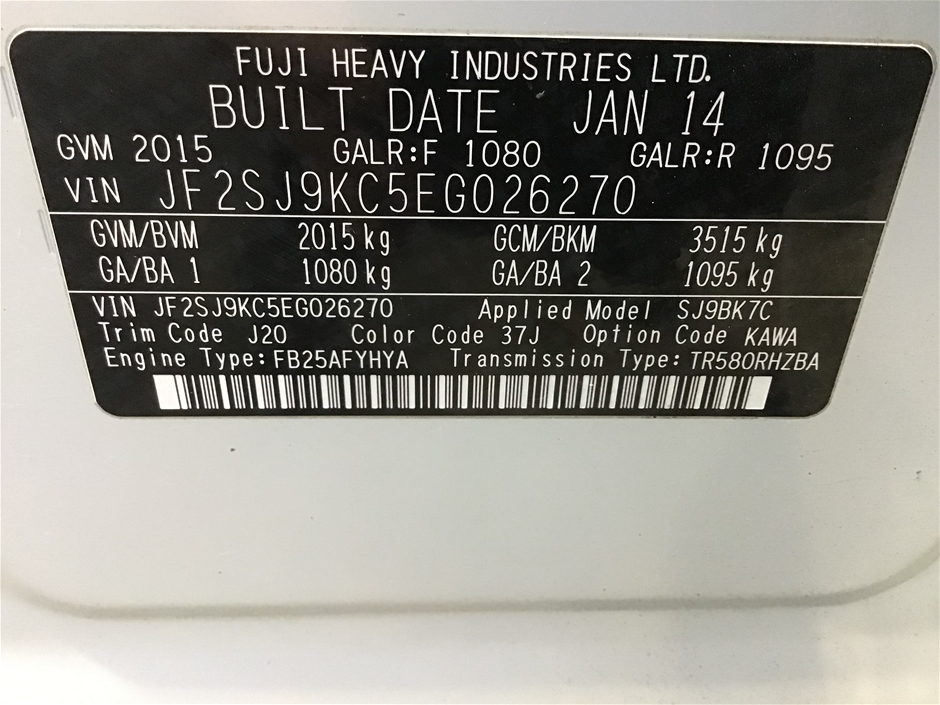 FUJI HEAVY INDUSTRIES LTD.
BUILT DATE JAN 14
GVM 2015 GALR:F 1080 GALR:R 1095
VIN JF2SJ9KC5EG026270
GVM/BVM 2015 kg GCM/BKM 3515 kg
GA/BA 1 1080 kg GA/BA 2 1095 kg
VIN JF2SJ9KC5EG026270 Applied Model SJ9BK7C
Trim Code J20 Color Code 37J Option Code KAWA
Engine Type:FB25AFYHYA Transmission Type:TR580RHZBA